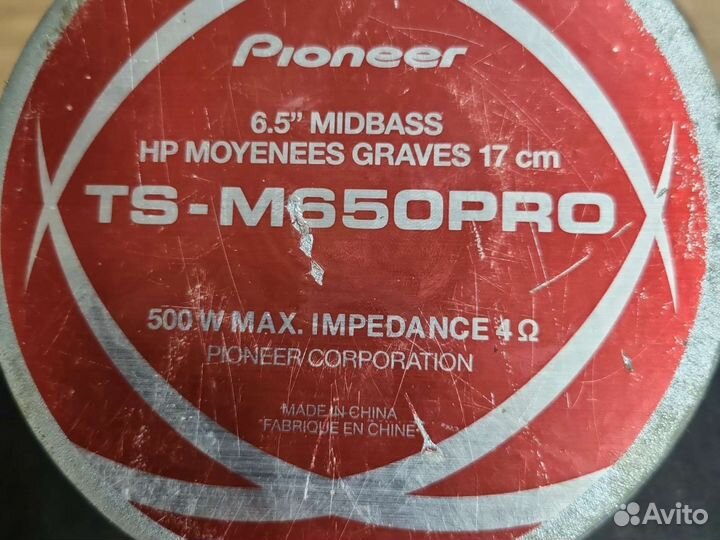 Pioneer
6.5" MIDBASS
HP MOYENEES GRAVES 17 cm
TS-M650PRO
500 W MAX. IMPEDANCE 4 Ω
PIONEER CORPORATION
MADE IN CHINA
FABRIQUE EN CHINE
Avito